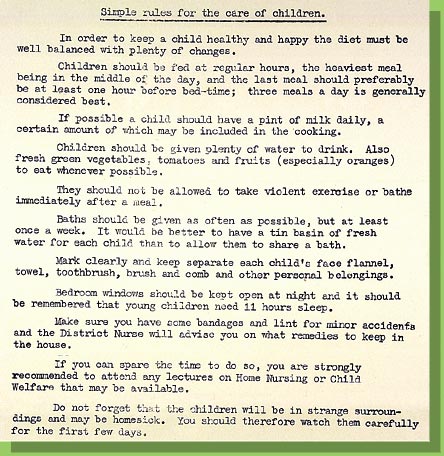 Simple rules for the care of children.
In order to keep a child healthy and happy the diet must be
well balanced with plenty of changes.
Children should be fed at regular hours, the heaviest meal
being in the middle of the day, and the last meal should preferably
be at least one hour before bed-time; three meals a day is generally
considered best.
If possible a child should have a pint of milk daily, a
certain amount of which may be included in the cooking.
Children should be given plenty of water to drink. Also
fresh green vegetables, tomatoes and fruits (especially oranges)
to eat whenever possible.
They should not be allowed to take violent exercise or bathe
immediately after a meal.
Baths should be given as often as possible, but at least
once a week. It would be better to have a tin basin of fresh
water for each child than to allow them to share a bath.
Mark clearly and keep separate each child's face flannel,
towel, toothbrush, brush and comb and other personal belongings.
Bedroom windows should be kept open at night and it should
be remembered that young children need 11 hours sleep.
Make sure you have some bandages and lint for minor accidents
and the District Nurse will advise you on what remedies to keep in
the house.
If you can spare the time to do so, you are strongly
recommended to attend any lectures on Home Nursing or Child
Welfare that may be available.
Do not forget that the children will be in strange surroun-
dings and may be homesick. You should therefore watch them carefully
for the first few days.